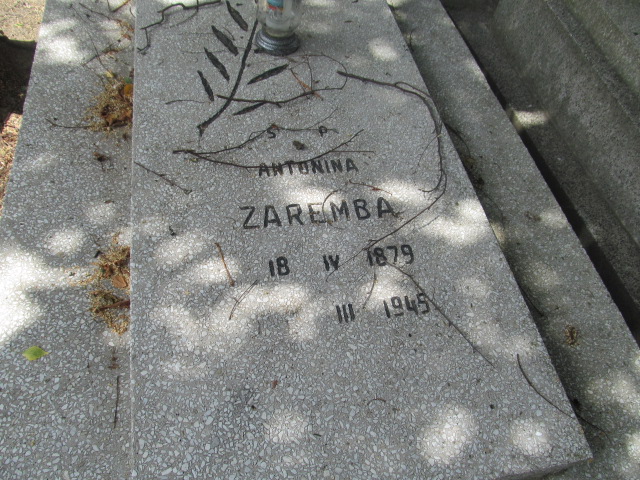 S P
ANTONINA
ZAREMBA
18 IV 1879
III 1945